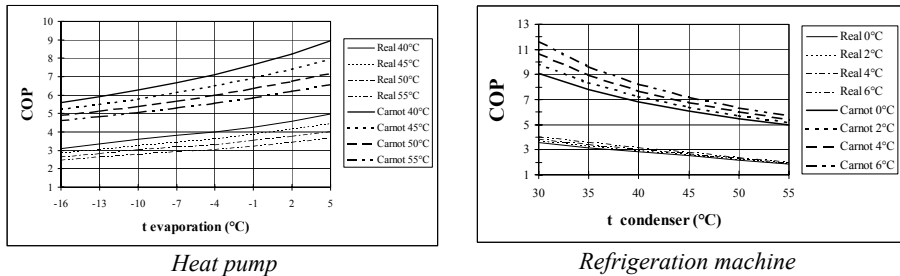 10
9
8
7
6
5
4
3
2
1
COP
-16 -13 -10 -7 -4 -1 2 5
t evaporation (°C)
Real 40°C
Real 45°C
Real 50°C
Real 55°C
Carnot 40°C
Carnot 45°C
Carnot 50°C
Carnot 55°C
Heat pump
13
11
9
7
5
3
1
COP
30 35 40 45 50 55
t condenser (°C)
Real 0°C
Real 2°C
Real 4°C
Real 6°C
Carnot 0°C
Carnot 2°C
Carnot 4°C
Carnot 6°C
Refrigeration machine